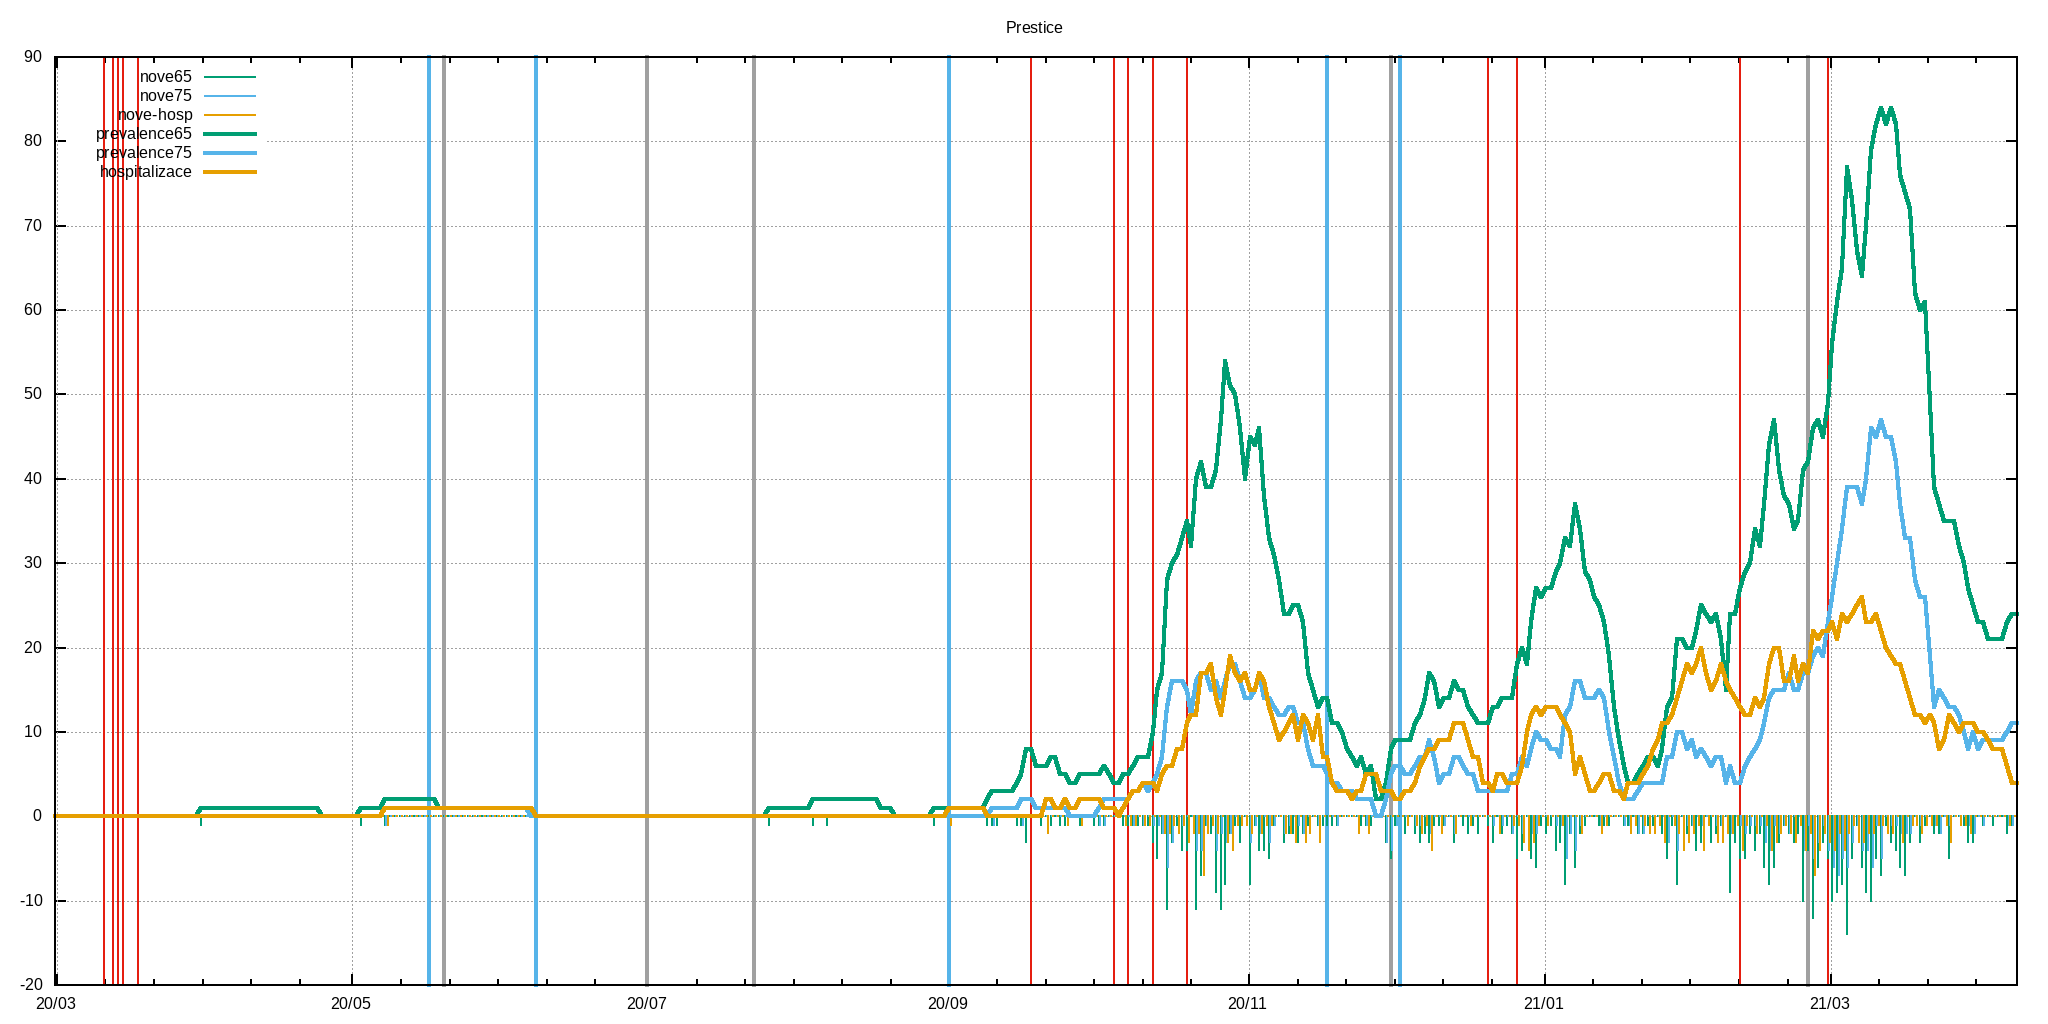 Prestice
90
80
70
60
50
40
30
20
10
0
-10
-20
nove65
nove75
nove-hosp
prevalence65
prevalence75
hospitalizace
20/03 20/05 20/07 20/09 20/11 21/01 21/03